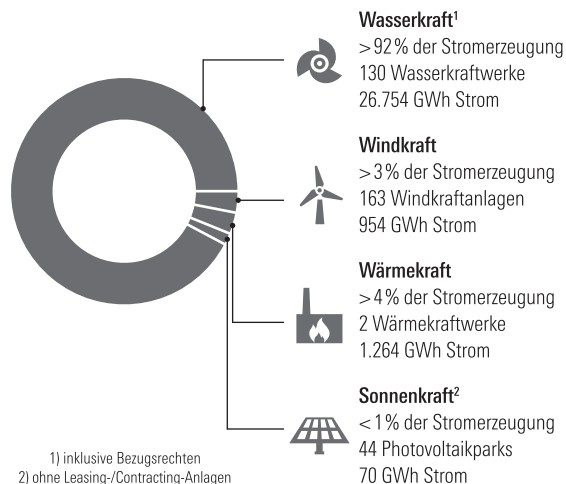 Wasserkraft¹
>92% der Stromerzeugung
130 Wasserkraftwerke
26.754 GWh Strom
Windkraft
>3% der Stromerzeugung
163 Windkraftanlagen
954 GWh Strom
Wärmekraft
>4% der Stromerzeugung
2 Wärmekraftwerke
1.264 GWh Strom
Sonnenkraft²
<1% der Stromerzeugung
44 Photovoltaikparks
70 GWh Strom
1) inklusive Bezugsrechten
2) ohne Leasing-/Contracting-Anlagen